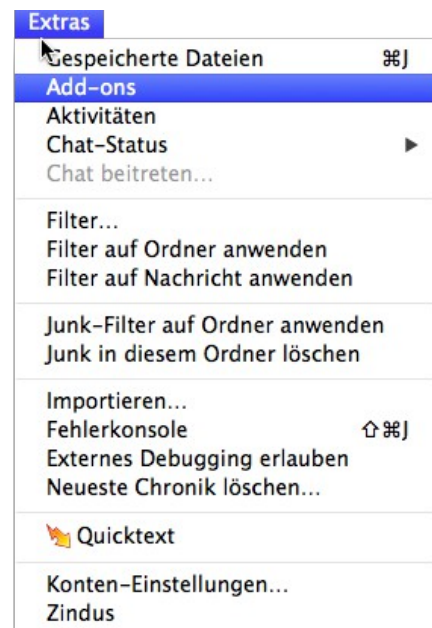 Extras
Gespeicherte Dateien ⌘J
Add-ons
Aktivitäten
Chat-Status ▶
Chat beitreten...
Filter...
Filter auf Ordner anwenden
Filter auf Nachricht anwenden
Junk-Filter auf Ordner anwenden
Junk in diesem Ordner löschen
Importieren...
Fehlerkonsole ⇧⌘J
Externes Debugging erlauben
Neueste Chronik löschen...
Quicktext
Konten-Einstellungen...
Zindus